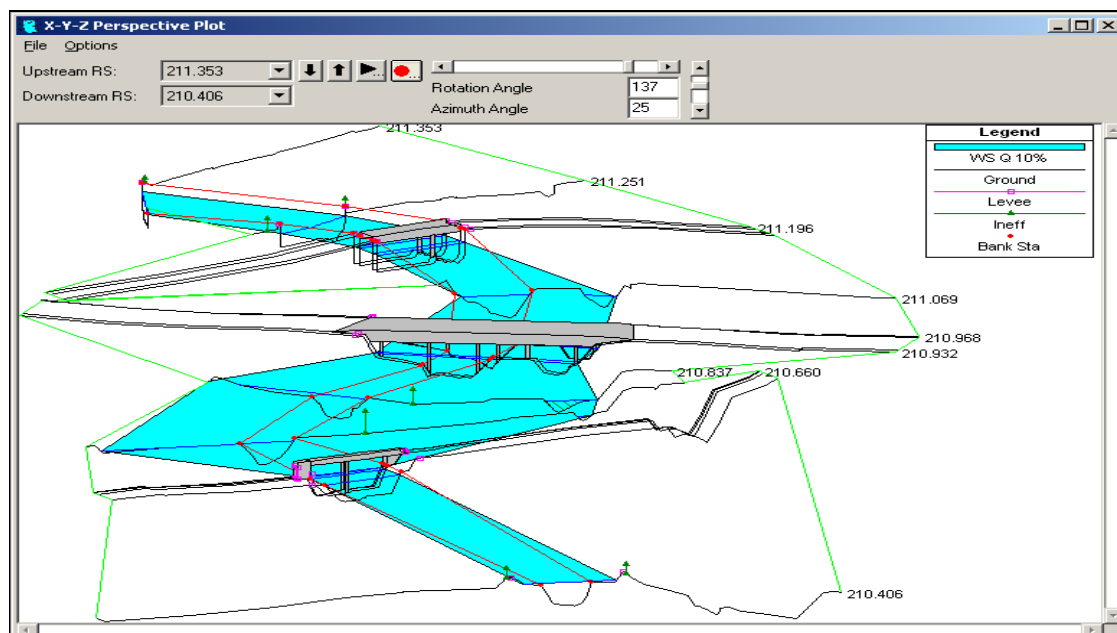 X-Y-Z Perspective Plot
File Options
Upstream RS: 211.353
Downstream RS: 210.406
Rotation Angle 137
Azimuth Angle 25
Legend
WS Q 10%
Ground
Levee
Ineff
Bank Sta
211.353
211.251
211.196
211.069
210.968
210.932
210.837 210.660
210.406